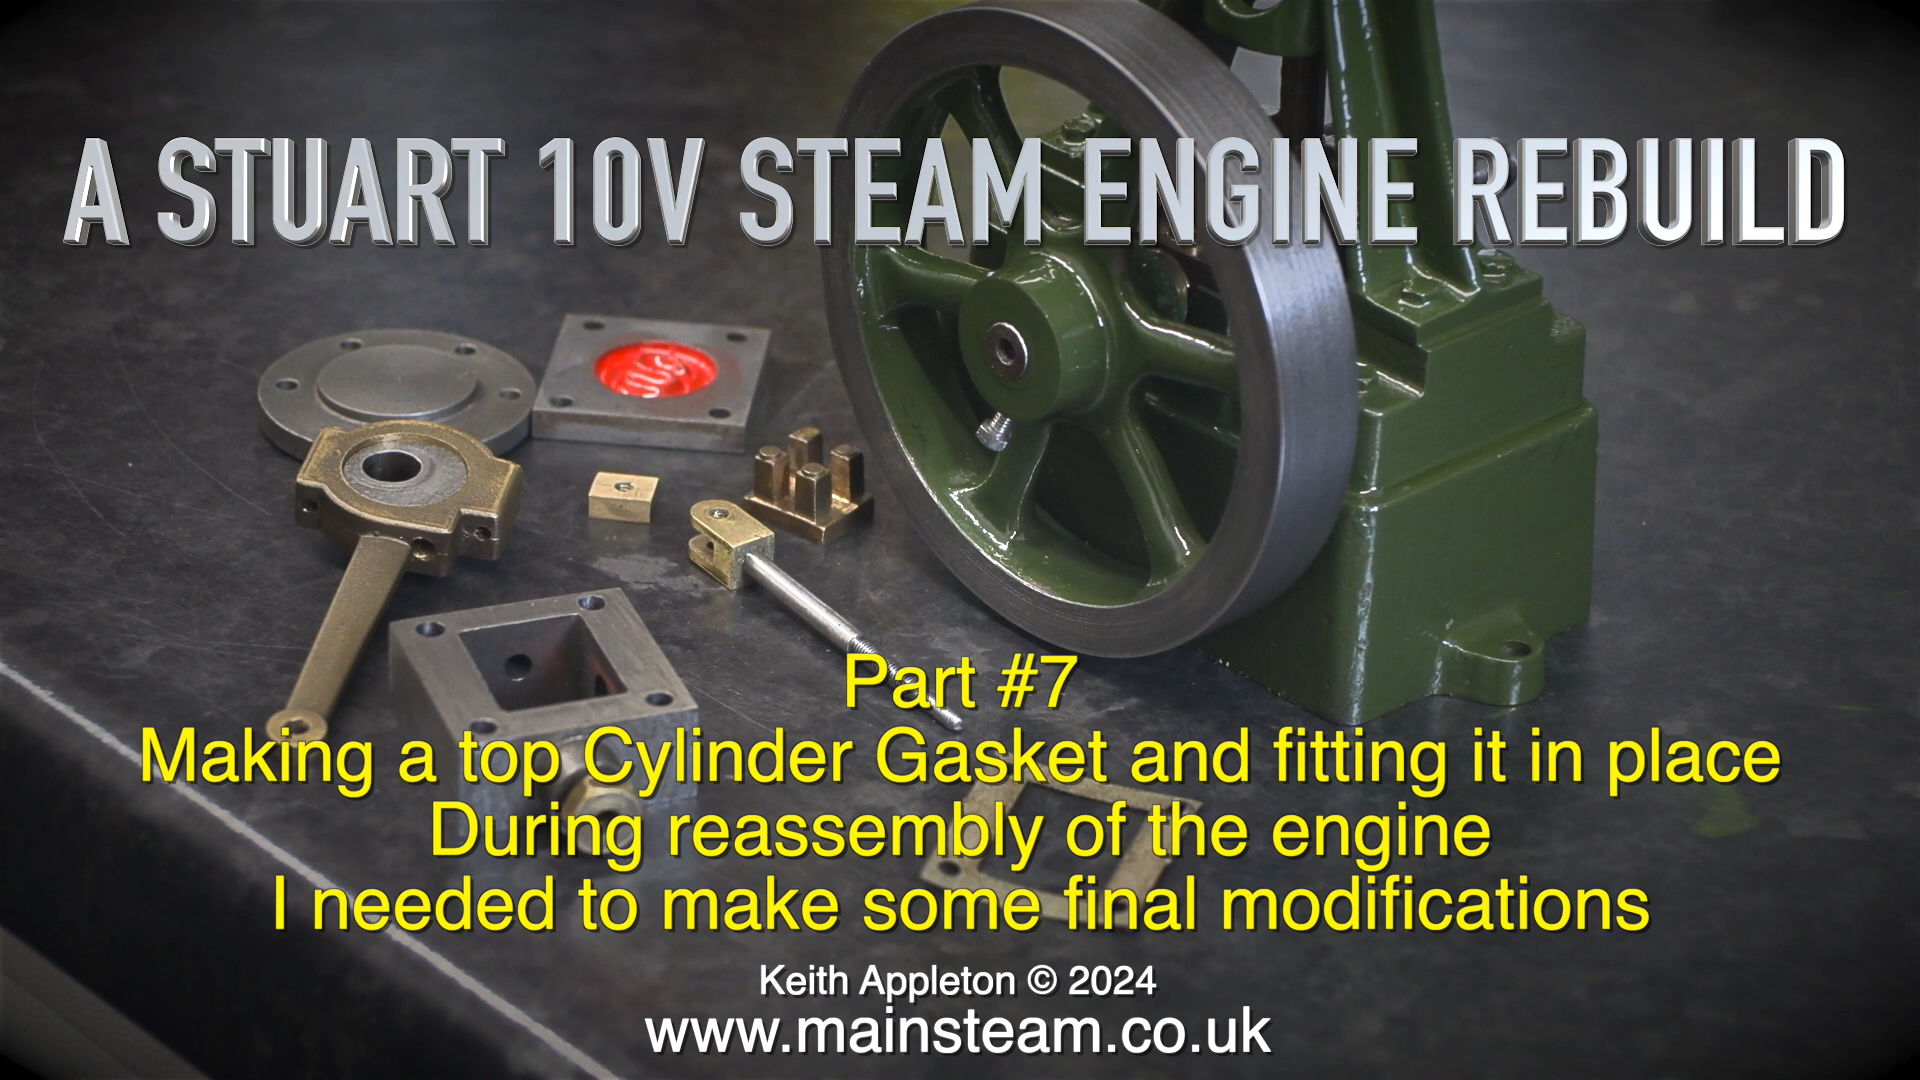 A STUART 10V STEAM ENGINE REBUILD
Part #7
Making a top Cylinder Gasket and fitting it in place
During reassembly of the engine
I needed to make some final modifications
Keith Appleton © 2024
www.mainsteam.co.uk